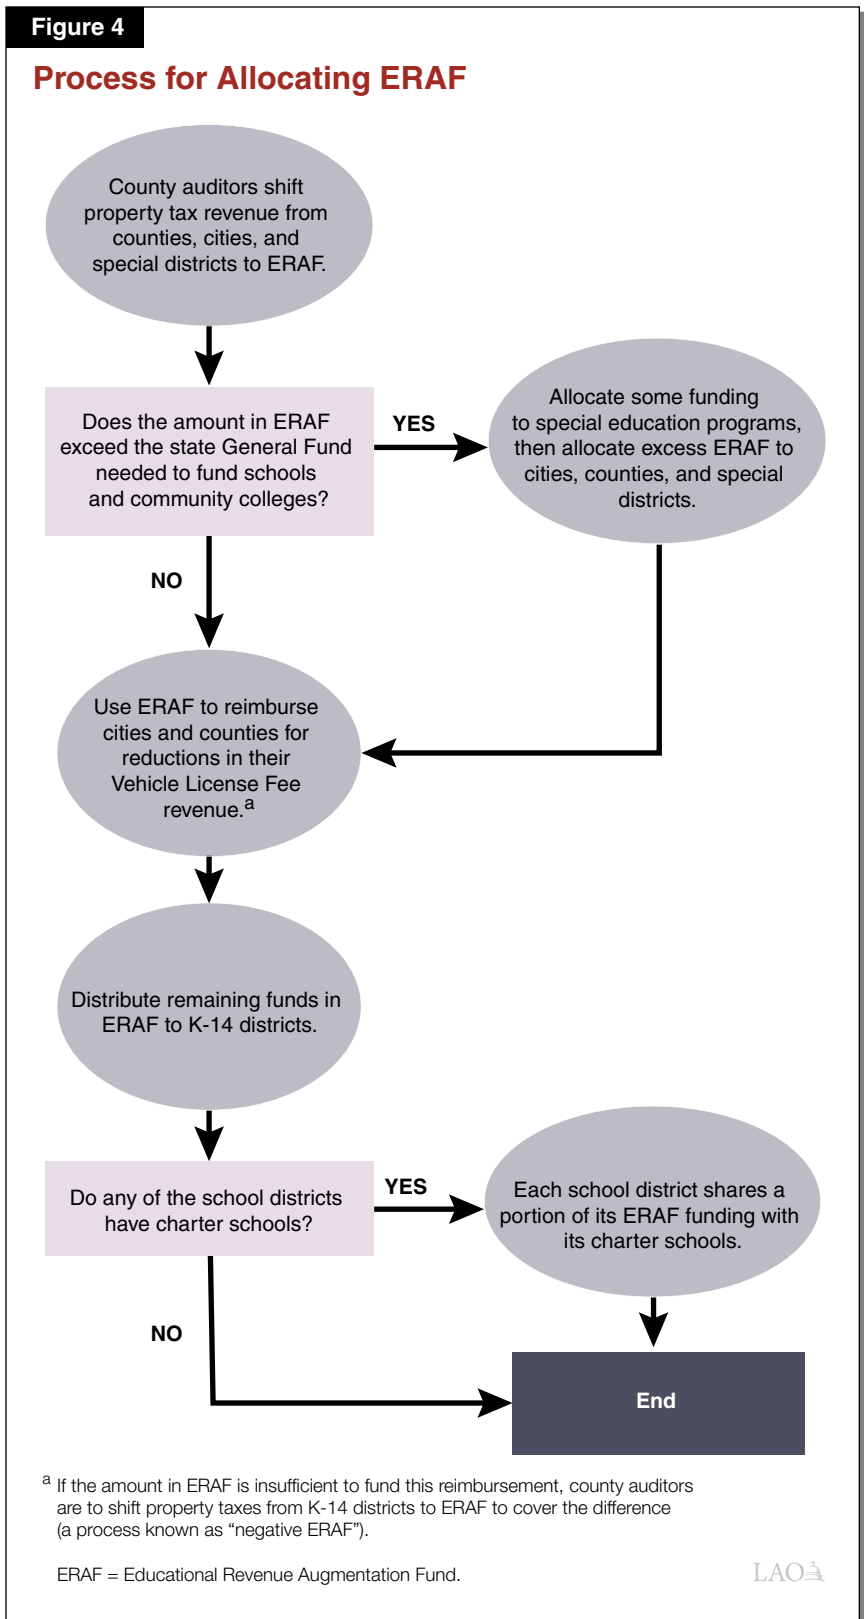 Figure 4
Process for Allocating ERAF
County auditors shift
property tax revenue from
counties, cities, and
special districts to ERAF.
Does the amount in ERAF
exceed the state General Fund
needed to fund schools
and community colleges?
YES
Allocate some funding
to special education programs,
then allocate excess ERAF to
cities, counties, and special
districts.
NO
Use ERAF to reimburse
cities and counties for
reductions in their
Vehicle License Fee
revenue.a
Distribute remaining funds in
ERAF to K-14 districts.
Do any of the school districts
have charter schools?
YES
Each school district shares a
portion of its ERAF funding with
its charter schools.
NO
End
a If the amount in ERAF is insufficient to fund this reimbursement, county auditors
are to shift property taxes from K-14 districts to ERAF to cover the difference
(a process known as “negative ERAF”).
ERAF = Educational Revenue Augmentation Fund.
LAO